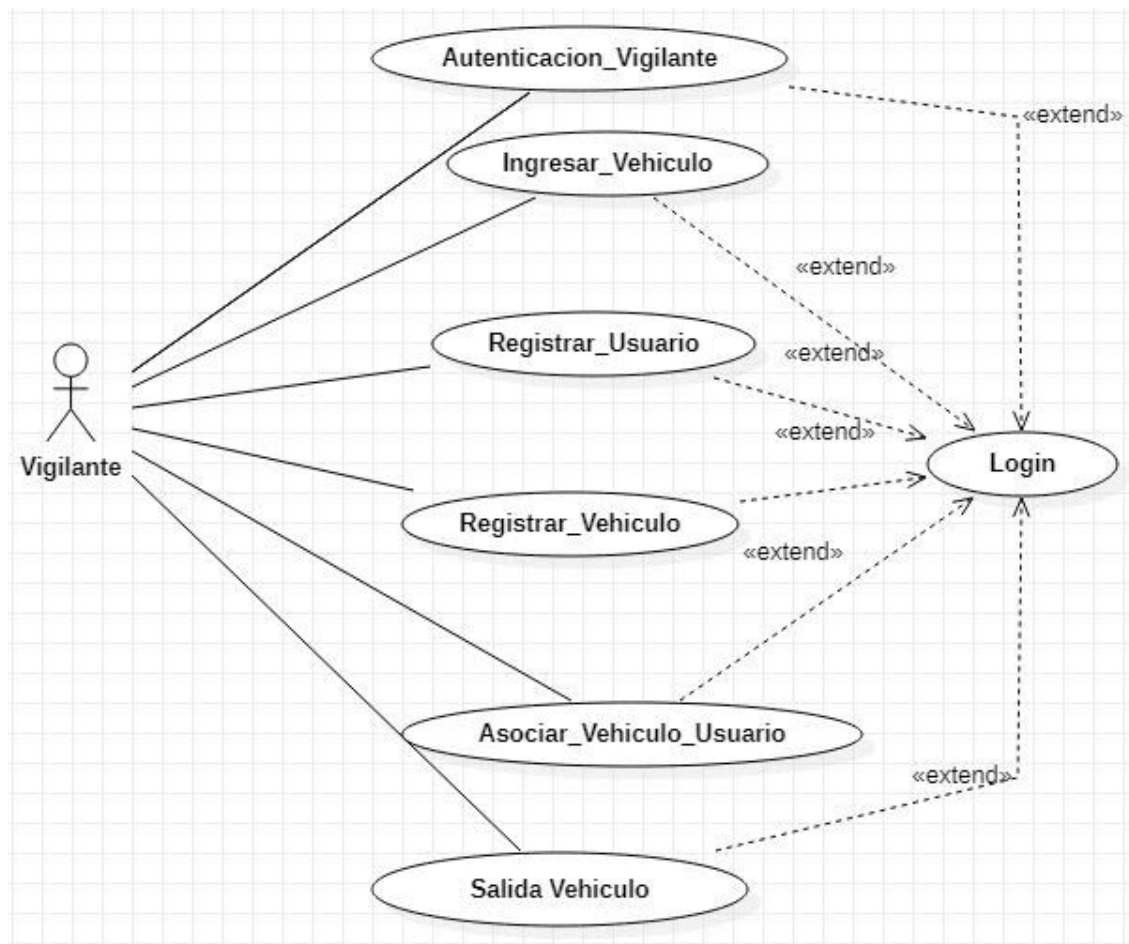 Autenticacion_Vigilante
«extend»
Ingresar_Vehiculo
«extend»
Registrar_Usuario
«extend»
«extend»
Vigilante
Login
Registrar_Vehiculo
«extend»
Asociar_Vehiculo_Usuario
«extend»
Salida Vehiculo